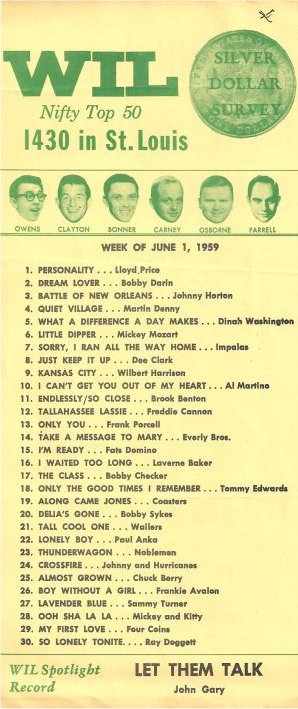 WIL
SILVER
DOLLAR
SURVEY
Nifty Top 50
1430 in St. Louis
OWENS CLAYTON BONNER CARNEY OSBORNE FARRELL
WEEK OF JUNE 1, 1959
1. PERSONALITY . . . Lloyd Price
2. DREAM LOVER . . . Bobby Darin
3. BATTLE OF NEW ORLEANS . . . Johnny Horton
4. QUIET VILLAGE . . . Martin Denny
5. WHAT A DIFFERENCE A DAY MAKES . . . Dinah Washington
6. LITTLE DIPPER . . . Mickey Mozart
7. SORRY, I RAN ALL THE WAY HOME . . . Impalas
8. JUST KEEP IT UP . . . Dee Clark
9. KANSAS CITY . . . Wilbert Harrison
10. I CAN'T GET YOU OUT OF MY HEART . . . Al Martino
11. ENDLESSLY/SO CLOSE . . . Brook Benton
12. TALLAHASSEE LASSIE . . . Freddie Cannon
13. ONLY YOU . . . Frank Porcell
14. TAKE A MESSAGE TO MARY . . . Everly Bros.
15. I'M READY . . . Fats Domino
16. I WAITED TOO LONG . . . Laverne Baker
17. THE CLASS . . . Bobby Checker
18. ONLY THE GOOD TIMES I REMEMBER . . . Tommy Edwards
19. ALONG CAME JONES . . . Coasters
20. DELIA'S GONE . . . Bobby Sykes
21. TALL COOL ONE . . . Wailers
22. LONELY BOY . . . Paul Anka
23. THUNDERWAGON . . . Noblemen
24. CROSSFIRE . . . Johnny and Hurricanes
25. ALMOST GROWN . . . Chuck Berry
26. BOY WITHOUT A GIRL . . . Frankie Avalon
27. LAVENDER BLUE . . . Sammy Turner
28. OOH SHA LA LA . . . Mickey and Kitty
29. MY FIRST LOVE . . . Four Coins
30. SO LONELY TONITE. . . . Ray Doggett
WIL Spotlight
Record
LET THEM TALK
John Gary